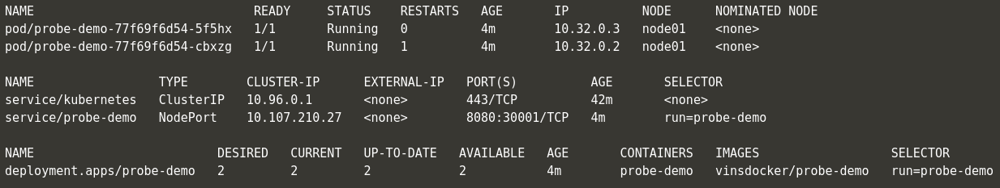 NAME READY STATUS RESTARTS AGE IP NODE NOMINATED NODE
pod/probe-demo-77f69f6d54-5f5hx 1/1 Running 0 4m 10.32.0.3 node01 <none>
pod/probe-demo-77f69f6d54-cbxzg 1/1 Running 1 4m 10.32.0.2 node01 <none>
NAME TYPE CLUSTER-IP EXTERNAL-IP PORT(S) AGE SELECTOR
service/kubernetes ClusterIP 10.96.0.1 <none> 443/TCP 42m <none>
service/probe-demo NodePort 10.107.210.27 <none> 8080:30001/TCP 4m run=probe-demo
NAME DESIRED CURRENT UP-TO-DATE AVAILABLE AGE CONTAINERS IMAGES SELECTOR
deployment.apps/probe-demo 2 2 2 2 4m probe-demo vinsdocker/probe-demo run=probe-demo